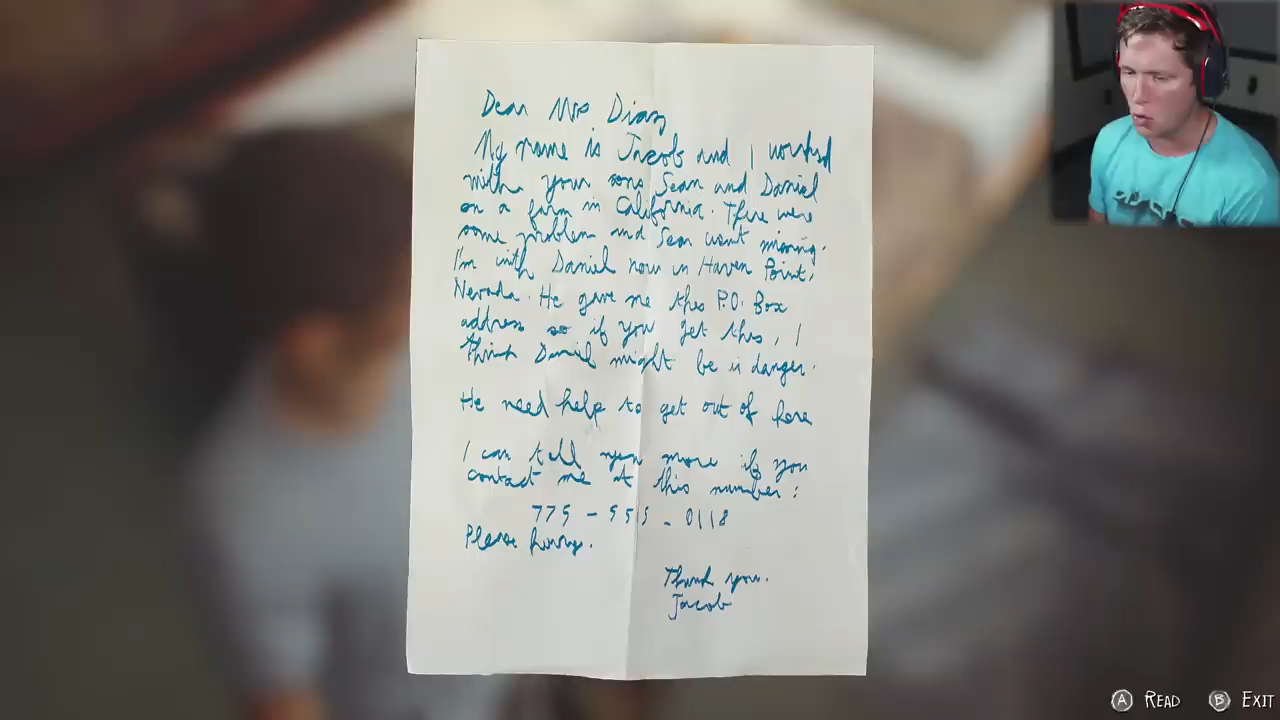 Dear Mrs Diaz
My name is Jacob and I worked
with your sons Sean and Daniel
on a farm in California. There were
some problem and Sean went missing.
I'm with Daniel now in Haven Point,
Nevada. He gave me this P.O. Box
address so if you get this, I
think Daniel might be in danger.
He need help to get out of here
I can tell you more if you
contact me at this number:
775-555-0118
Please hurry.
Thank you.
Jacob
A READ
B EXIT